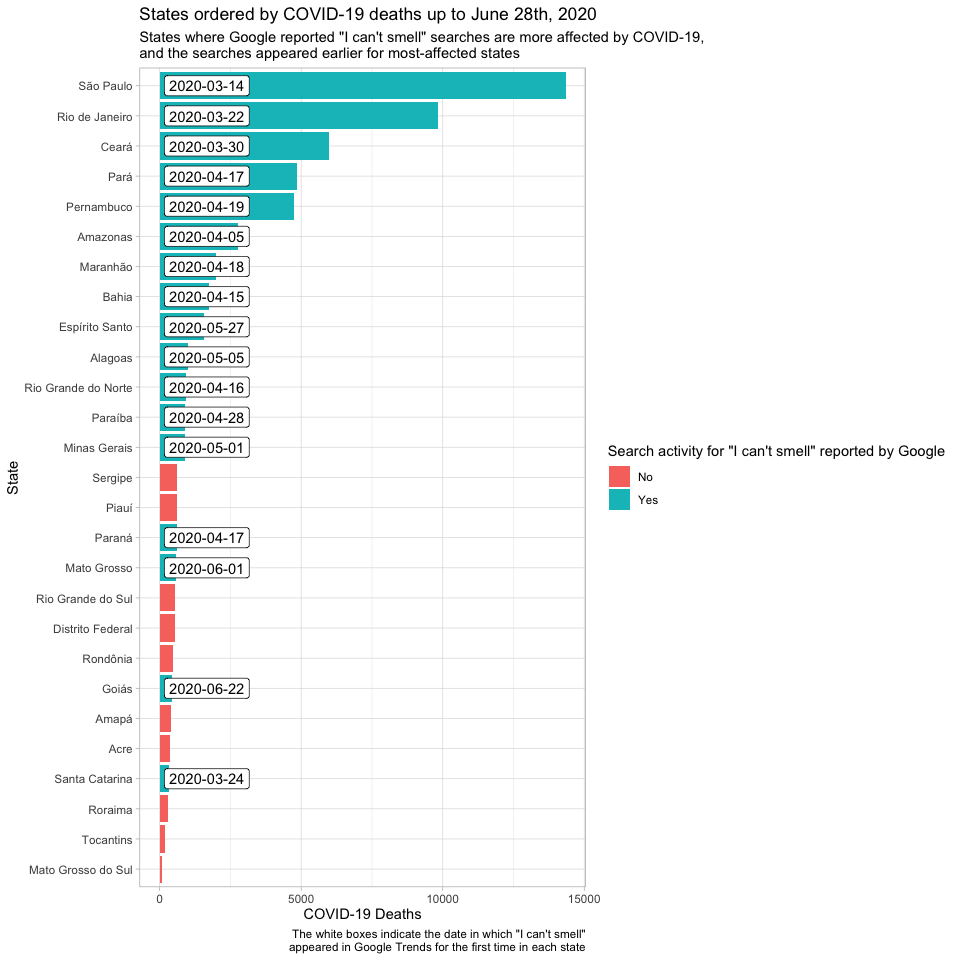 States ordered by COVID-19 deaths up to June 28th, 2020
States where Google reported "I can't smell" searches are more affected by COVID-19,
and the searches appeared earlier for most-affected states
São Paulo 2020-03-14
Rio de Janeiro 2020-03-22
Ceará 2020-03-30
Pará 2020-04-17
Pernambuco 2020-04-19
Amazonas 2020-04-05
Maranhão 2020-04-18
Bahia 2020-04-15
Espírito Santo 2020-05-27
Alagoas 2020-05-05
Rio Grande do Norte 2020-04-16
Paraíba 2020-04-28
Minas Gerais 2020-05-01
Sergipe
Piauí
Paraná 2020-04-17
Mato Grosso 2020-06-01
Rio Grande do Sul
Distrito Federal
Rondônia
Goiás 2020-06-22
Amapá
Acre
Santa Catarina 2020-03-24
Roraima
Tocantins
Mato Grosso do Sul
State
0 5000 10000 15000
COVID-19 Deaths
Search activity for "I can't smell" reported by Google
No
Yes
The white boxes indicate the date in which "I can't smell"
appeared in Google Trends for the first time in each state